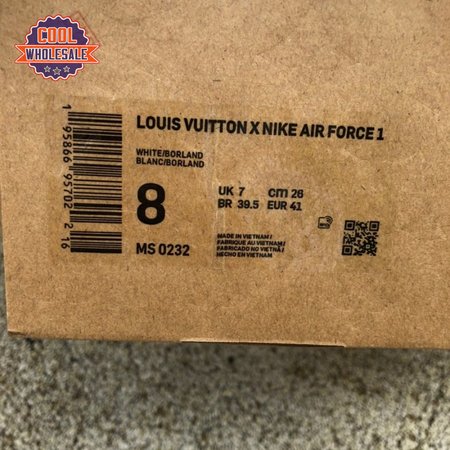 COOL
WHOLESALE
LOUIS VUITTON X NIKE AIR FORCE 1
WHITE/BORLAND
BLANC/BORLAND
8
UK 7 CM 26
BR 39.5 EUR 41
MS 0232
MADE IN VIETNAM/
FABRIQUE AU VIETNAM/
FABRICADO NO VIETNÃ/
HECHO EN VIETNAM
1 95866 95702 2 16